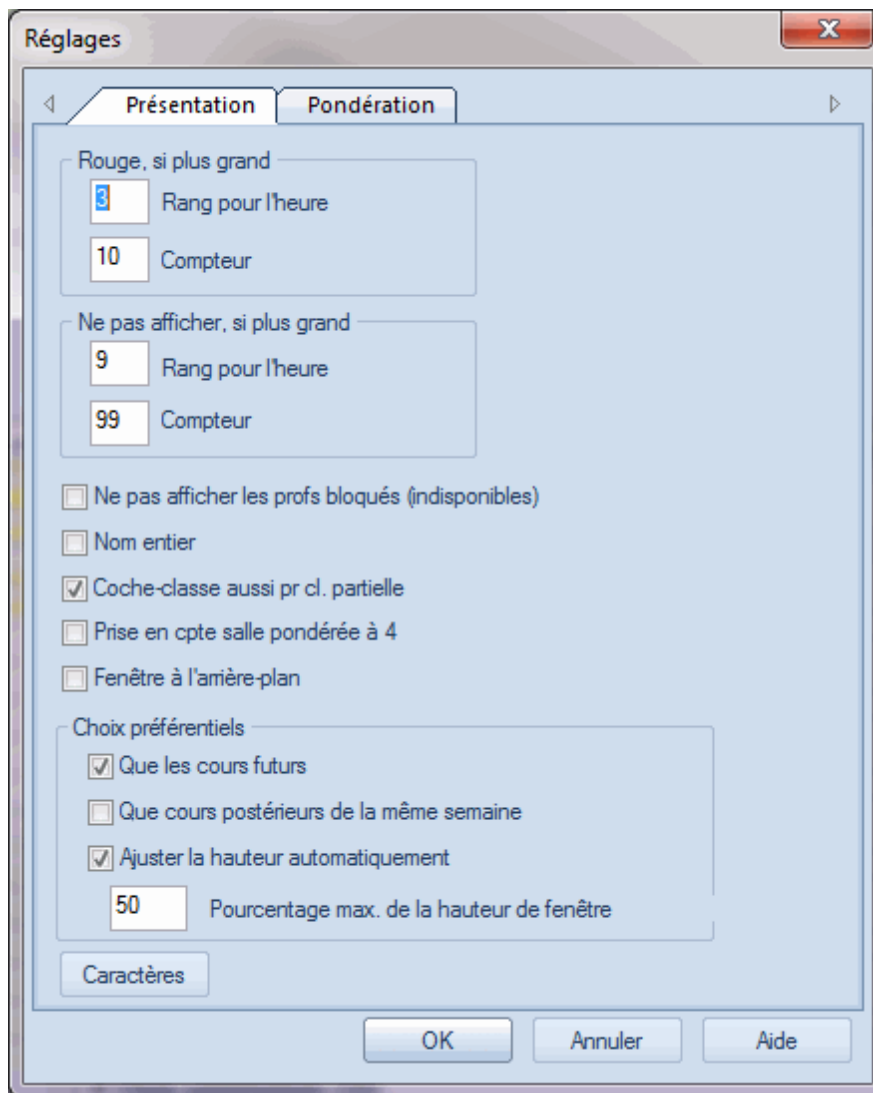 Réglages
Présentation Pondération
Rouge, si plus grand
3 Rang pour l'heure
10 Compteur
Ne pas afficher, si plus grand
9 Rang pour l'heure
99 Compteur
Ne pas afficher les profs bloqués (indisponibles)
Nom entier
Coche-classe aussi pr cl. partielle
Prise en cpte salle pondérée à 4
Fenêtre à l'arrière-plan
Choix préférentiels
Que les cours futurs
Que cours postérieurs de la même semaine
Ajuster la hauteur automatiquement
50 Pourcentage max. de la hauteur de fenêtre
Caractères
OK Annuler Aide